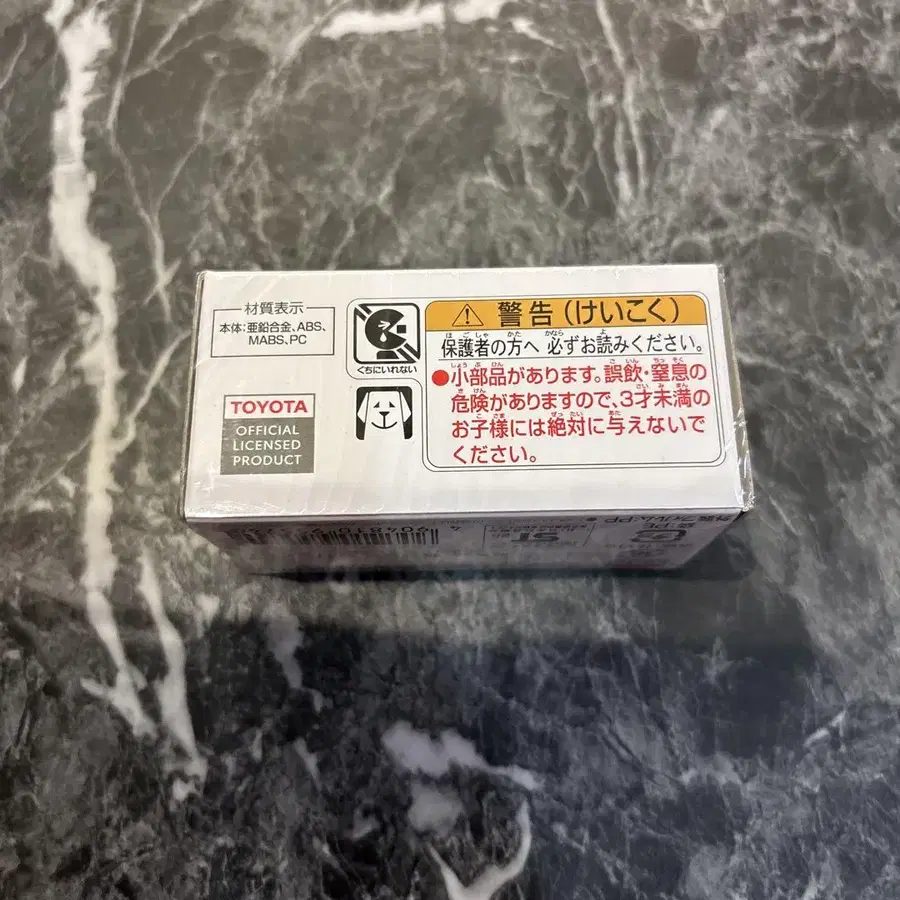 材質表示
本体:亜鉛合金、ABS、
MABS、PC
TOYOTA
OFFICIAL
LICENSED
PRODUCT
くちにいれない
警告(けいこく)
保護者の方へ 必ずお読みください。
●小部品があります。誤飲・窒息の
危険がありますので、3才未満の
お子様には絶対に与えないで
ください。
ST